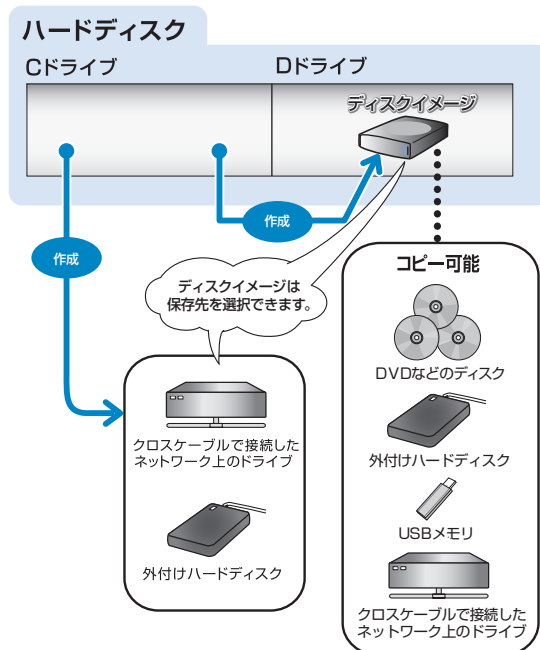 ハードディスク
Cドライブ
Dドライブ
ディスクイメージ
作成
作成
ディスクイメージは
保存先を選択できます。
クロスケーブルで接続した
ネットワーク上のドライブ
外付けハードディスク
コピー可能
DVDなどのディスク
外付けハードディスク
USBメモリ
クロスケーブルで接続した
ネットワーク上のドライブ